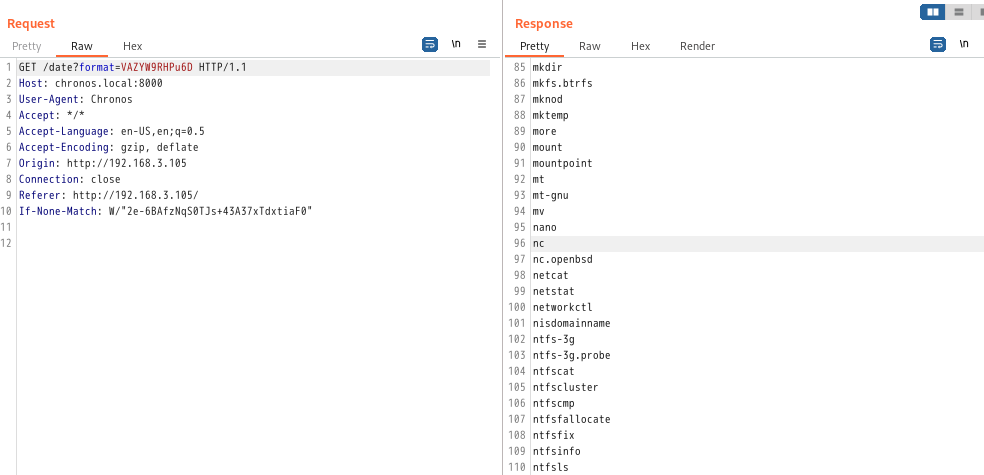 Request
Pretty Raw Hex
\n
1 GET /date?format=VAZYW9RHPu6D HTTP/1.1
2 Host: chronos.local:8000
3 User-Agent: Chronos
4 Accept: */*
5 Accept-Language: en-US,en;q=0.5
6 Accept-Encoding: gzip, deflate
7 Origin: http://192.168.3.105
8 Connection: close
9 Referer: http://192.168.3.105/
10 If-None-Match: W/"2e-6BAfzNqS0TJs+43A37xTdxtiaF0"
11
12
Response
Pretty Raw Hex Render
\n
85 mkdir
86 mkfs.btrfs
87 mknod
88 mktemp
89 more
90 mount
91 mountpoint
92 mt
93 mt-gnu
94 mv
95 nano
96 nc
97 nc.openbsd
98 netcat
99 netstat
100 networkctl
101 nisdomainname
102 ntfs-3g
103 ntfs-3g.probe
104 ntfscat
105 ntfscluster
106 ntfscmp
107 ntfsfallocate
108 ntfsfix
109 ntfsinfo
110 ntfsls